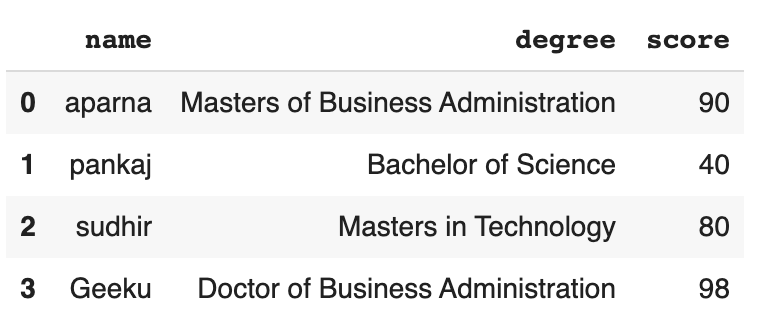 name degree score
0 aparna Masters of Business Administration 90
1 pankaj Bachelor of Science 40
2 sudhir Masters in Technology 80
3 Geeku Doctor of Business Administration 98